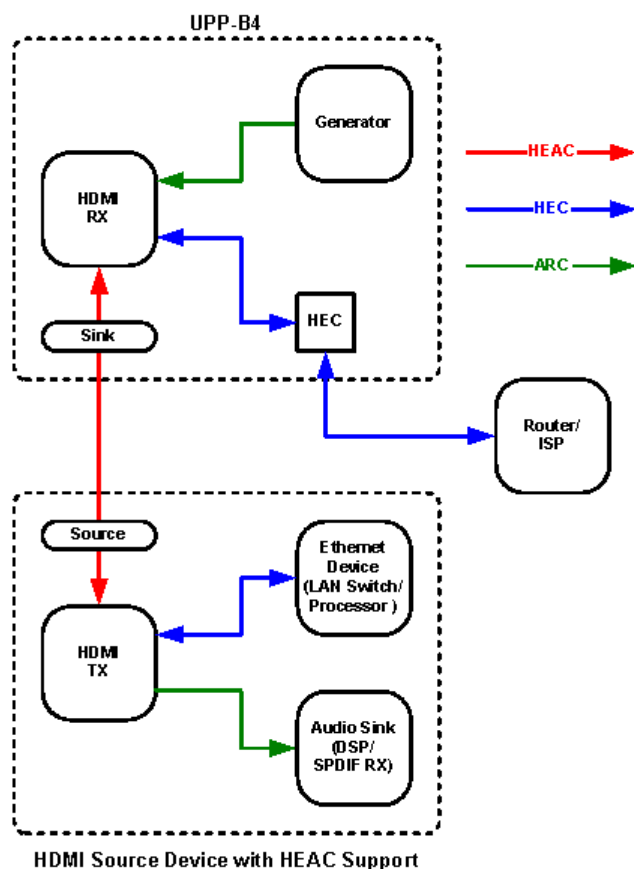 UPP-B4
Generator
HEAC
HDMI
RX
HEC
ARC
Sink
HEC
Router/
ISP
Source
Ethernet
Device
(LAN Switch/
Processor )
HDMI
TX
Audio Sink
(DSP/
SPDIF RX)
HDMI Source Device with HEAC Support